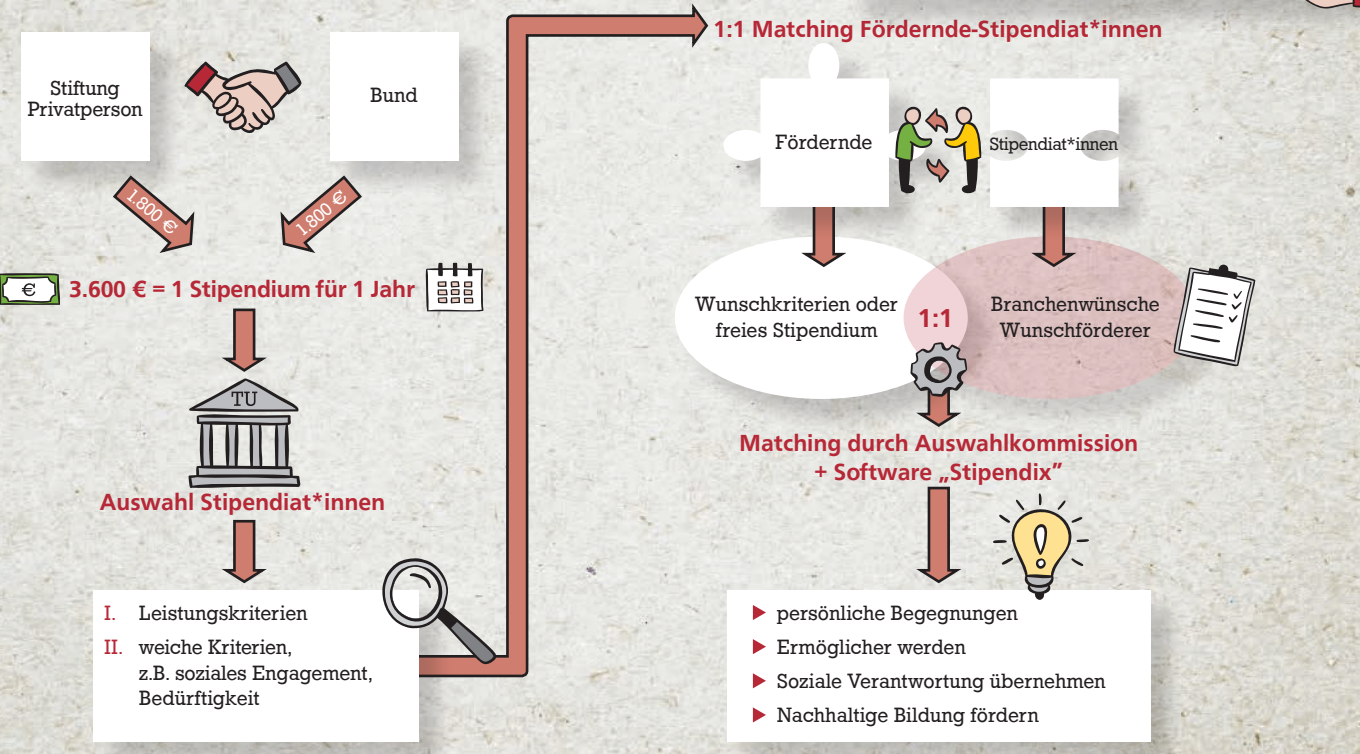 Stiftung
Privatperson
Bund
1.800 €
1.800 €
€
3.600 € = 1 Stipendium für 1 Jahr
TU
Auswahl Stipendiat*innen
I. Leistungskriterien
II. weiche Kriterien,
z.B. soziales Engagement,
Bedürftigkeit
1:1 Matching Fördernde-Stipendiat*innen
Fördernde
Stipendiat*innen
Wunschkriterien oder
freies Stipendium
1:1
Branchenwünsche
Wunschförderer
Matching durch Auswahlkommission
+ Software „Stipendix”
persönliche Begegnungen
Ermöglicher werden
Soziale Verantwortung übernehmen
Nachhaltige Bildung fördern